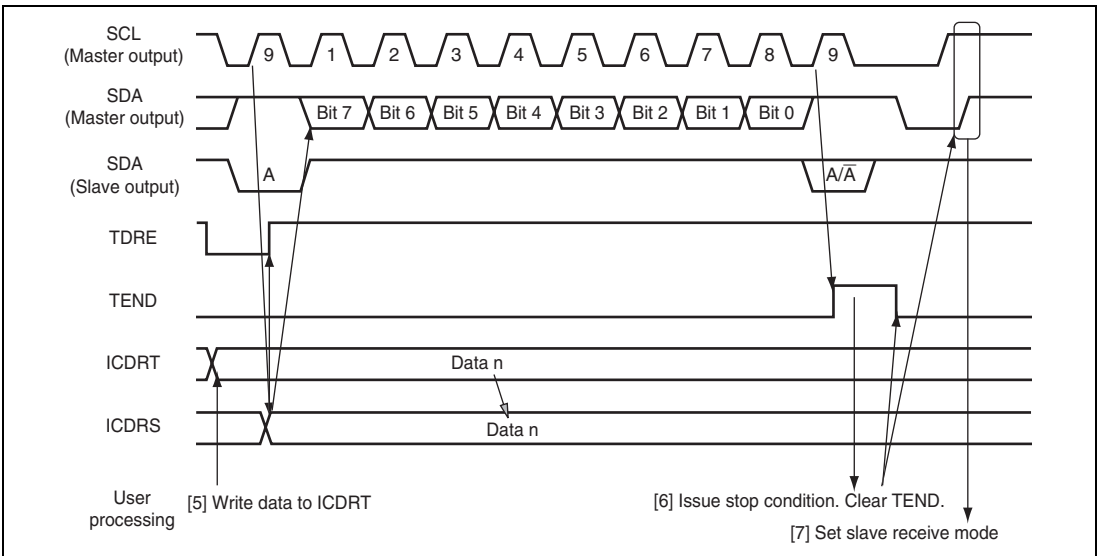 SCL
(Master output)
9 1 2 3 4 5 6 7 8 9
SDA
(Master output)
Bit 7 Bit 6 Bit 5 Bit 4 Bit 3 Bit 2 Bit 1 Bit 0
SDA
(Slave output)
A A/A̅
TDRE
TEND
ICDRT
Data n
ICDRS
Data n
User
processing
[5] Write data to ICDRT
[6] Issue stop condition. Clear TEND.
[7] Set slave receive mode